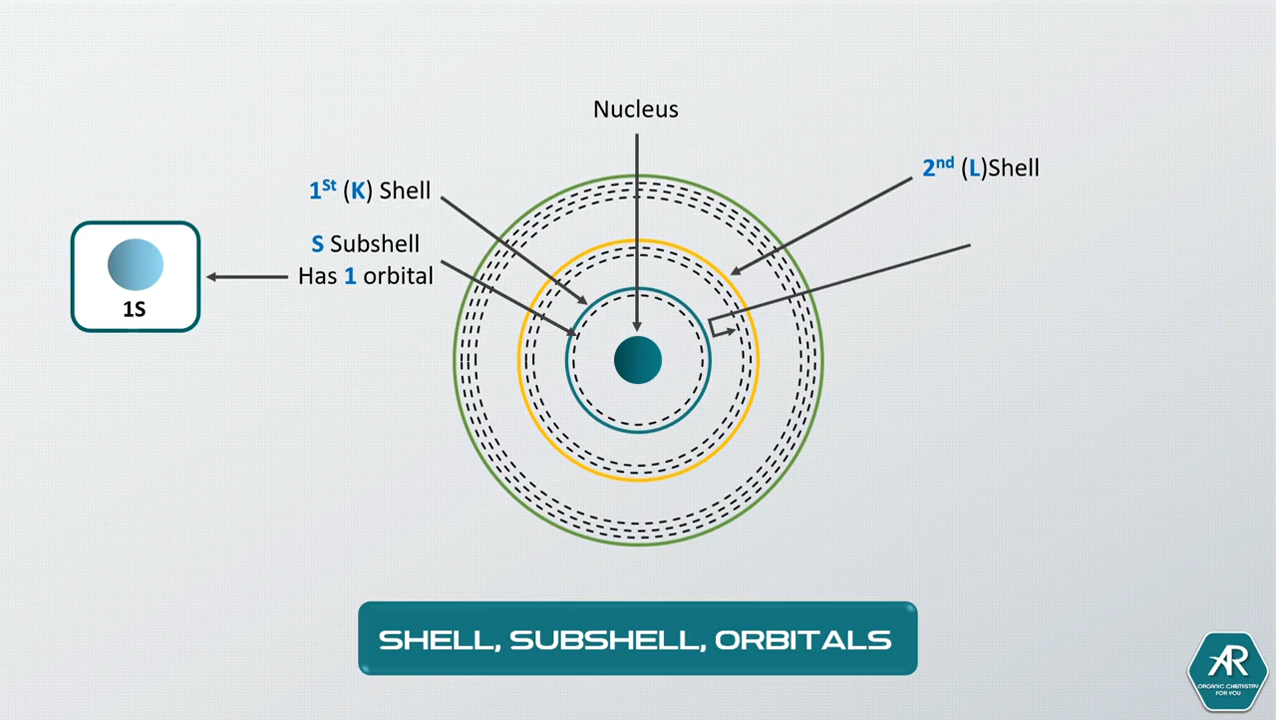 Nucleus
1St (K) Shell
2nd (L)Shell
S Subshell
Has 1 orbital
1S
SHELL, SUBSHELL, ORBITALS
AR
ORGANIC CHEMISTRY
FOR YOU